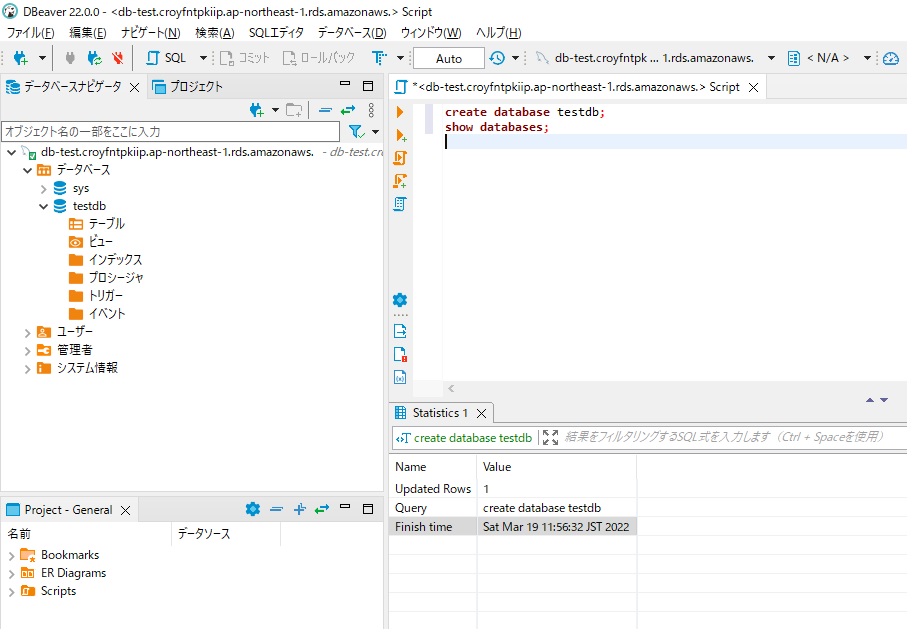 DBeaver 22.0.0 - <db-test.croyfntpkiip.ap-northeast-1.rds.amazonaws.> Script
ファイル(F) 編集(E) ナビゲート(N) 検索(A) SQLエディタ データベース(D) ウィンドウ(W) ヘルプ(H)
SQL コミット ロールバック Auto db-test.croyfntpk ... 1.rds.amazonaws. < N/A >
データベースナビゲータ プロジェクト
オブジェクト名の一部をここに入力
db-test.croyfntpkiip.ap-northeast-1.rds.amazonaws. - db-test.cr
データベース
sys
testdb
テーブル
ビュー
インデックス
プロシージャ
トリガー
イベント
ユーザー
管理者
システム情報
*<db-test.croyfntpkiip.ap-northeast-1.rds.amazonaws.> Script
create database testdb;
show databases;
Statistics 1
create database testdb 結果をフィルタリングするSQL式を入力します (Ctrl + Spaceを使用)
Name Value
Updated Rows 1
Query create database testdb
Finish time Sat Mar 19 11:56:32 JST 2022
Project - General
名前 データソース
Bookmarks
ER Diagrams
Scripts